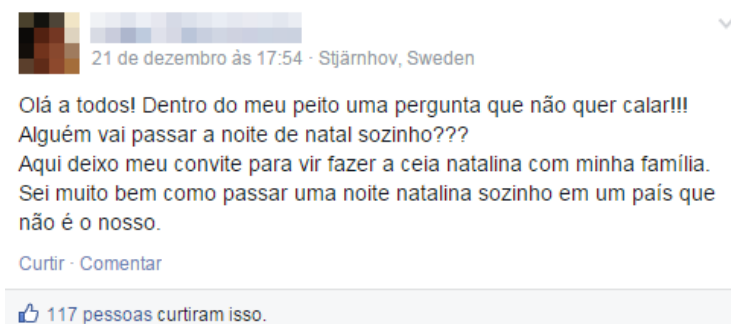 21 de dezembro às 17:54 · Stjärnhov, Sweden
Olá a todos! Dentro do meu peito uma pergunta que não quer calar!!!
Alguém vai passar a noite de natal sozinho???
Aqui deixo meu convite para vir fazer a ceia natalina com minha família.
Sei muito bem como passar uma noite natalina sozinho em um país que
não é o nosso.
Curtir · Comentar
117 pessoas curtiram isso.